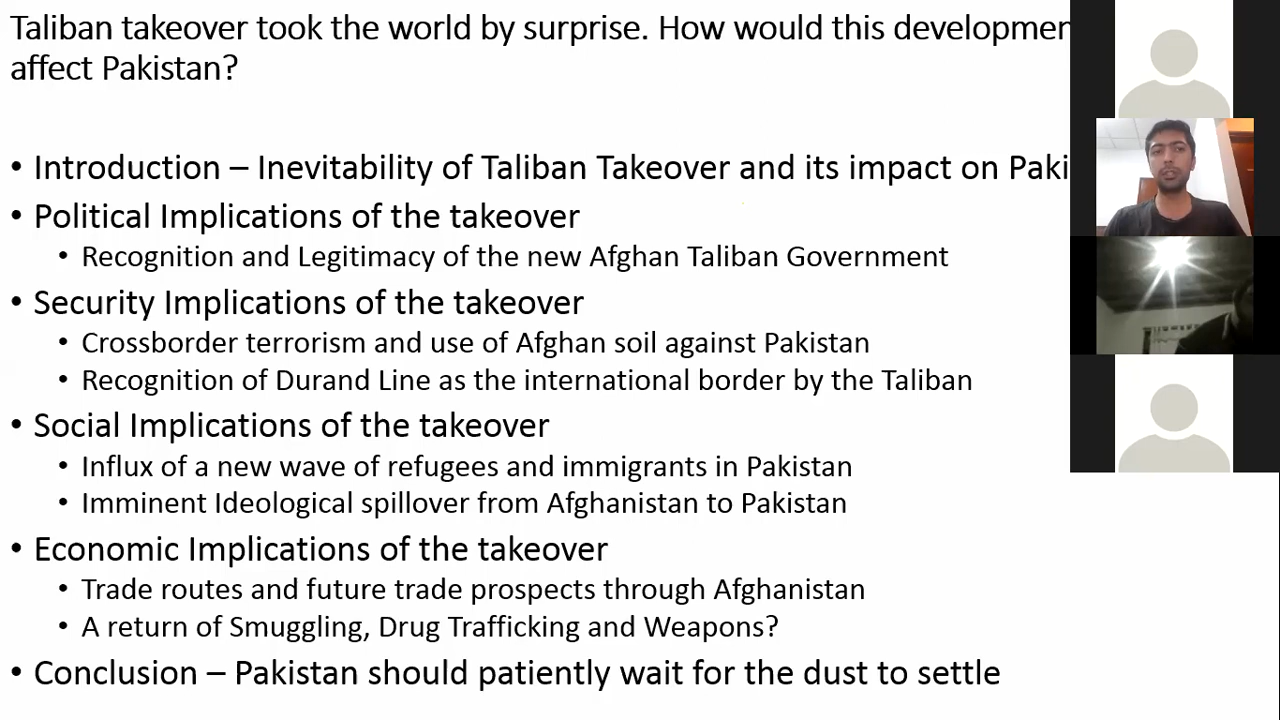 Taliban takeover took the world by surprise. How would this developmen
affect Pakistan?
• Introduction – Inevitability of Taliban Takeover and its impact on Paki
• Political Implications of the takeover
• Recognition and Legitimacy of the new Afghan Taliban Government
• Security Implications of the takeover
• Crossborder terrorism and use of Afghan soil against Pakistan
• Recognition of Durand Line as the international border by the Taliban
• Social Implications of the takeover
• Influx of a new wave of refugees and immigrants in Pakistan
• Imminent Ideological spillover from Afghanistan to Pakistan
• Economic Implications of the takeover
• Trade routes and future trade prospects through Afghanistan
• A return of Smuggling, Drug Trafficking and Weapons?
• Conclusion – Pakistan should patiently wait for the dust to settle